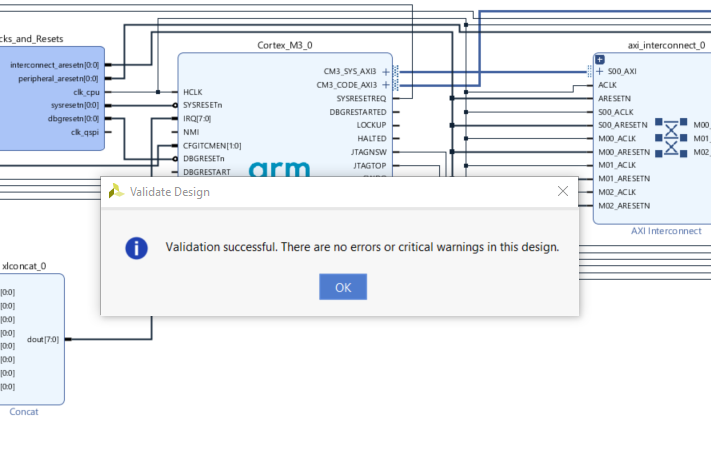 cks_and_Resets
interconnect_aresetn[0:0]
peripheral_aresetn[0:0]
clk_cpu
sysresetn[0:0]
dbgresetn[0:0]
clk_qspi
Cortex_M3_0
HCLK
SYSRESETn
IRQ[7:0]
NMI
CFGITCMEN[1:0]
DBGRESETn
DBGRESTART
CM3_SYS_AXI3
CM3_CODE_AXI3
SYSRESETREQ
DBGRESTARTED
LOCKUP
HALTED
JTAGNSW
JTAGTOP
arm
axi_interconnect_0
S00_AXI
ACLK
ARESETN
S00_ACLK
S00_ARESETN
M00_ACLK
M00_ARESETN
M01_ACLK
M01_ARESETN
M02_ACLK
M02_ARESETN
M00_
M01_
M02_
AXI Interconnect
Validate Design
Validation successful. There are no errors or critical warnings in this design.
OK
xlconcat_0
[0:0]
[0:0]
[0:0]
[0:0]
[0:0]
[0:0]
[0:0]
[0:0]
dout[7:0]
Concat